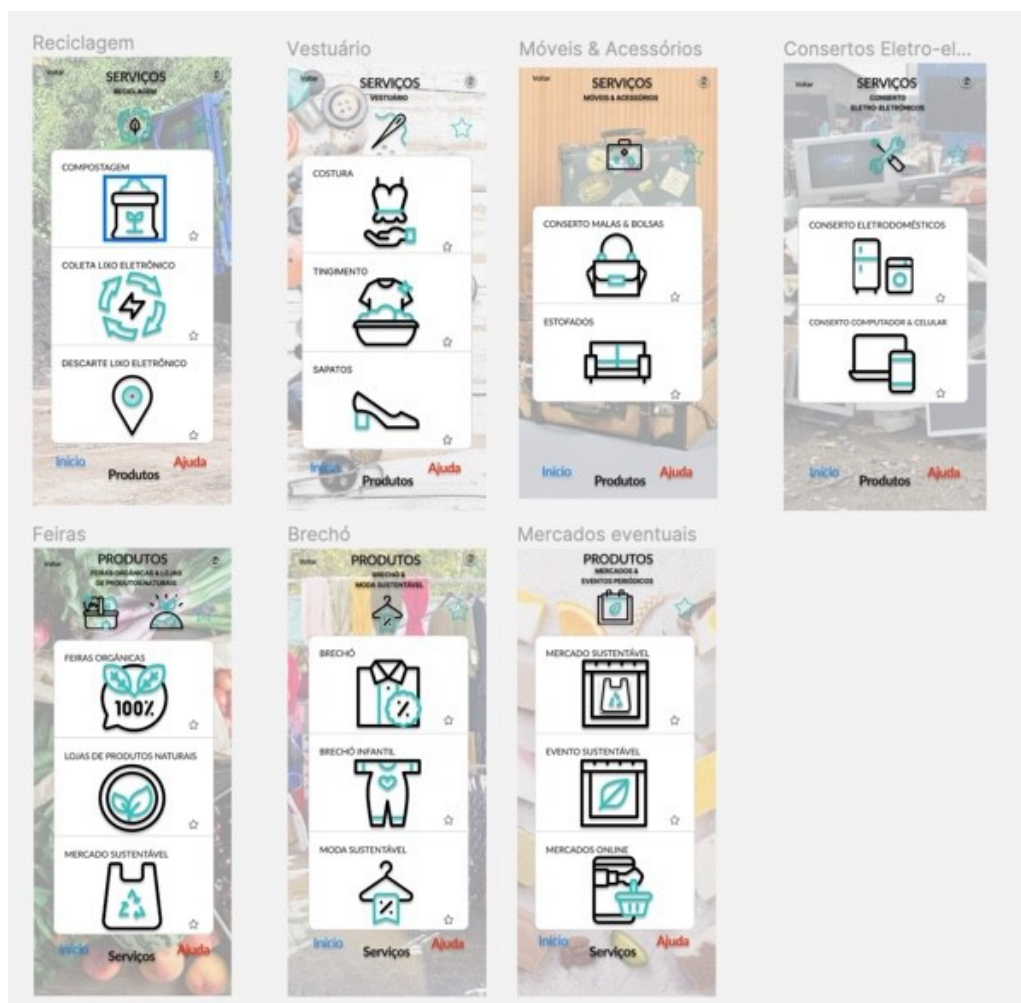 Reciclagem
Voltar
SERVIÇOS
RECICLAGEM
COMPOSTAGEM
COLETA LIXO ELETRÔNICO
DESCARTE LIXO ELETRÔNICO
Início
Produtos
Ajuda
Vestuário
Voltar
SERVIÇOS
VESTUÁRIO
COSTURA
TINGIMENTO
SAPATOS
Início
Produtos
Ajuda
Móveis & Acessórios
Voltar
SERVIÇOS
MÓVEIS & ACESSÓRIOS
CONSERTO MALAS & BOLSAS
ESTOFADOS
Início
Produtos
Ajuda
Consertos Eletro-el...
Voltar
SERVIÇOS
CONSERTO
ELETRO-ELETRÔNICOS
CONSERTO ELETRODOMÉSTICOS
CONSERTO COMPUTADOR & CELULAR
Início
Produtos
Ajuda
Feiras
PRODUTOS
FEIRAS ORGÂNICAS & LOJAS
DE PRODUTOS NATURAIS
FEIRAS ORGÂNICAS
100%
LOJAS DE PRODUTOS NATURAIS
MERCADO SUSTENTÁVEL
Início
Serviços
Ajuda
Brechó
Voltar
PRODUTOS
BRECHÓ &
MODA SUSTENTÁVEL
BRECHÓ
%
BRECHÓ INFANTIL
MODA SUSTENTÁVEL
%
Início
Serviços
Ajuda
Mercados eventuais
PRODUTOS
MERCADOS &
EVENTOS PERIÓDICOS
MERCADO SUSTENTÁVEL
EVENTO SUSTENTÁVEL
MERCADOS ONLINE
Início
Serviços
Ajuda